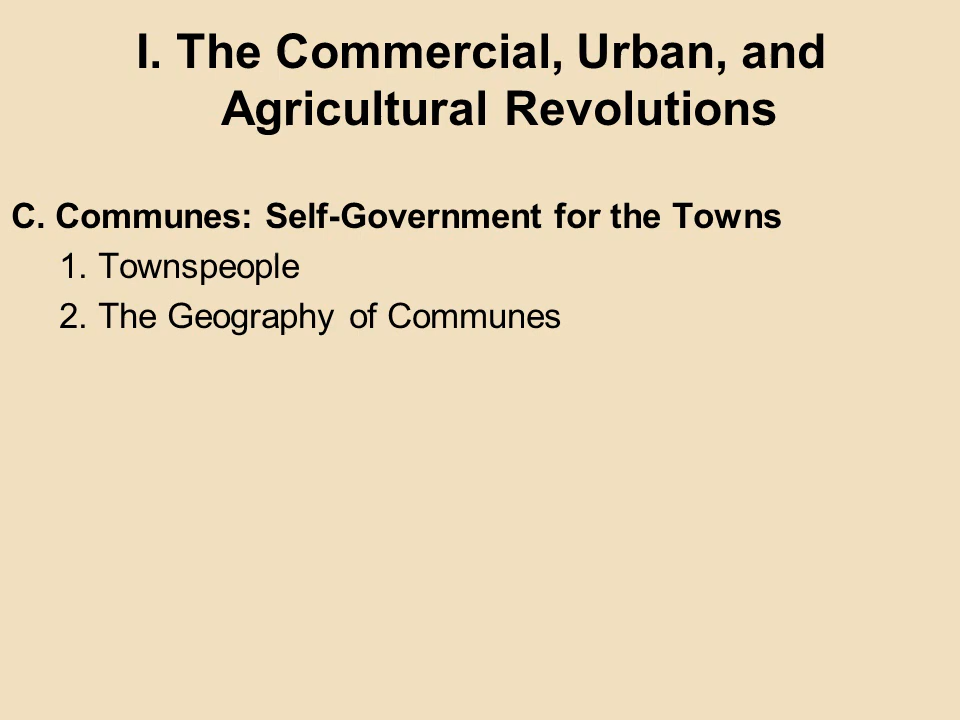 I. The Commercial, Urban, and
Agricultural Revolutions
C. Communes: Self-Government for the Towns
1. Townspeople
2. The Geography of Communes